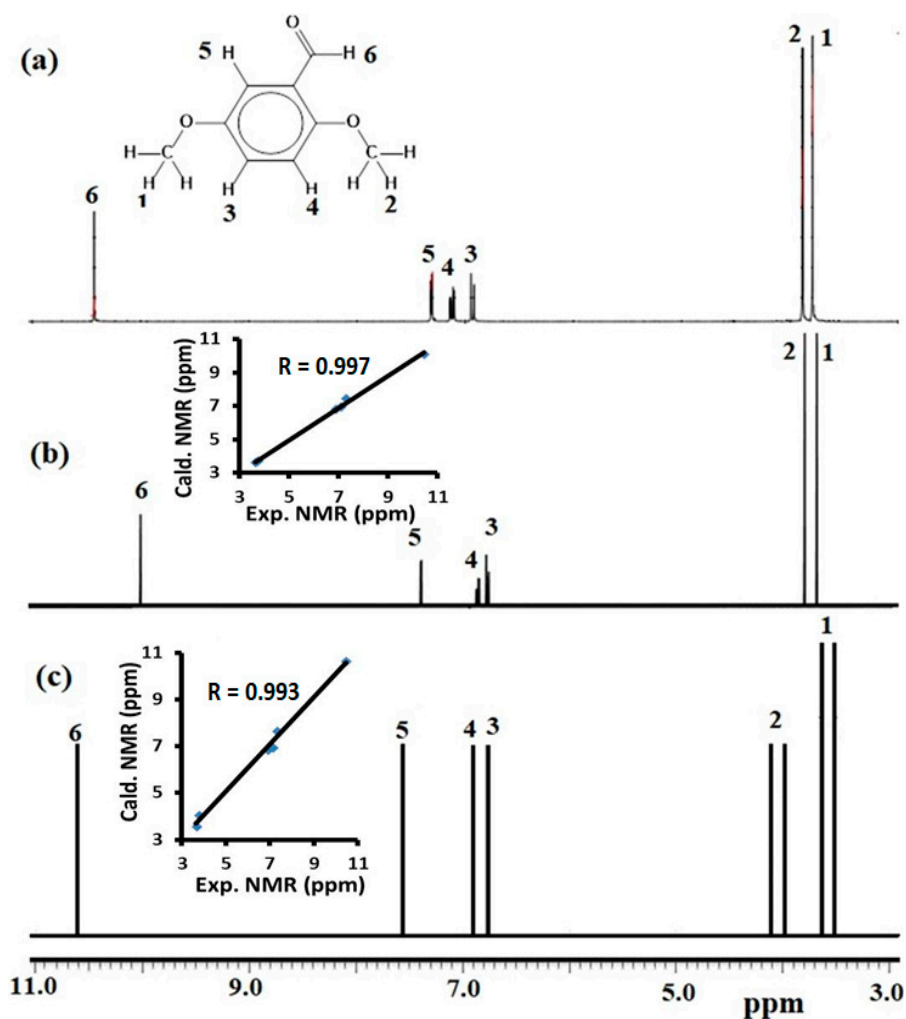 (a)
O
5 H
H 6
O
O
H C
C H
H H
H H
H H
1 3 4 2
6
5
4
3
2 1
(b)
Cald. NMR (ppm)
11
9
7
5
3
R = 0.997
3 5 7 9 11
Exp. NMR (ppm)
6
5
4
3
2 1
(c)
Cald. NMR (ppm)
11
9
7
5
3
R = 0.993
3 5 7 9 11
Exp. NMR (ppm)
6
5
4 3
2
1
11.0 9.0 7.0 5.0 3.0
ppm